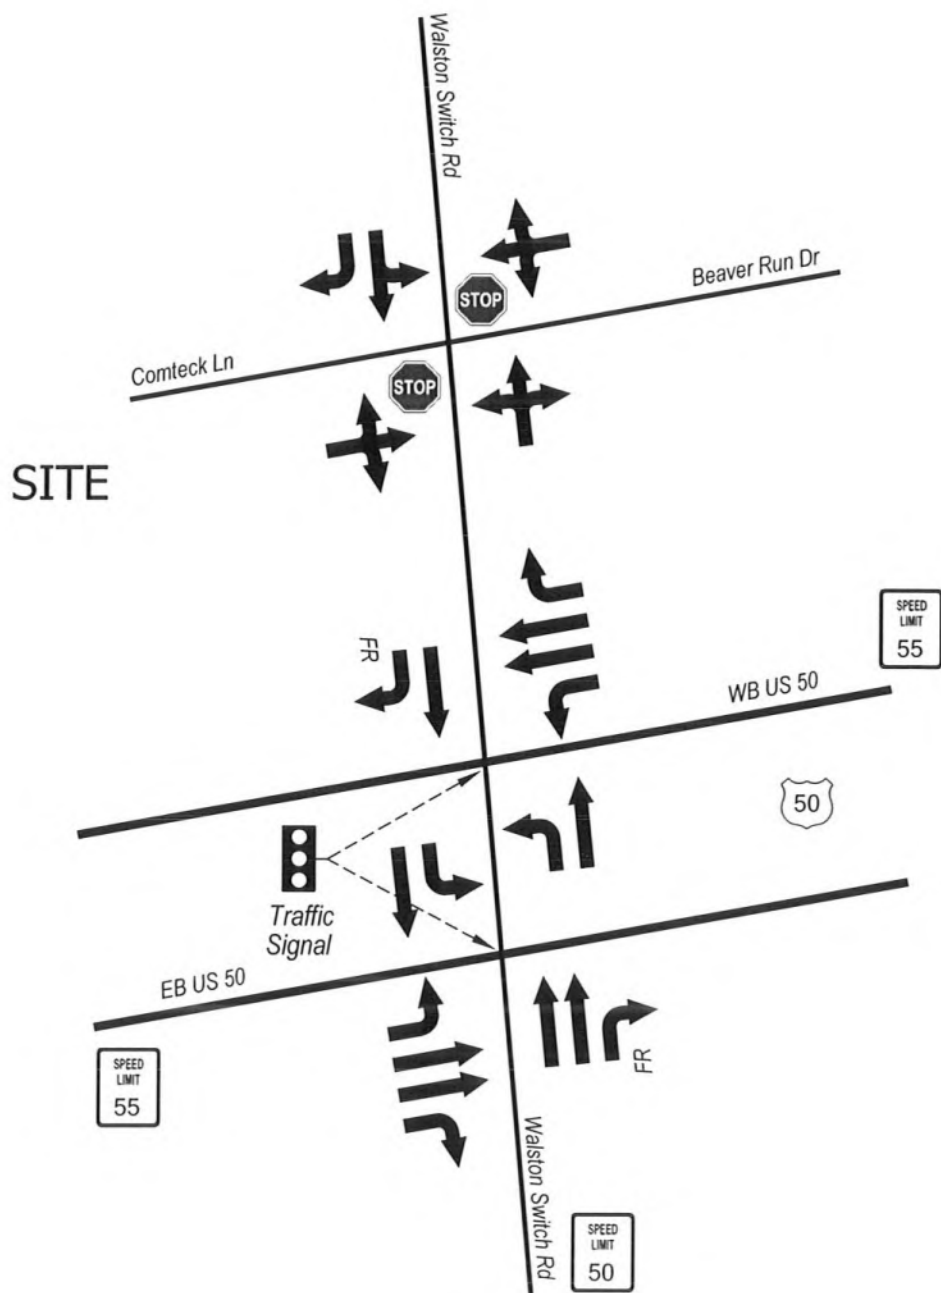 Walston Switch Rd
STOP
Beaver Run Dr
Comteck Ln
STOP
SITE
SPEED
LIMIT
55
FR
WB US 50
50
Traffic
Signal
EB US 50
FR
SPEED
LIMIT
55
Walston Switch Rd
SPEED
LIMIT
50